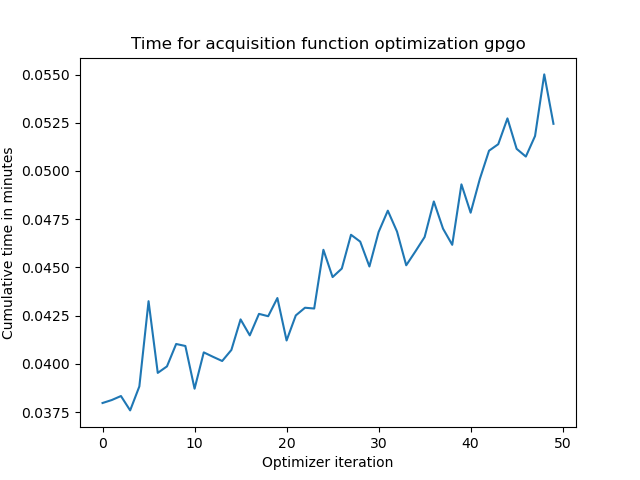 Time for acquisition function optimization gpgo
Cumulative time in minutes
0.0550
0.0525
0.0500
0.0475
0.0450
0.0425
0.0400
0.0375
0 10 20 30 40 50
Optimizer iteration